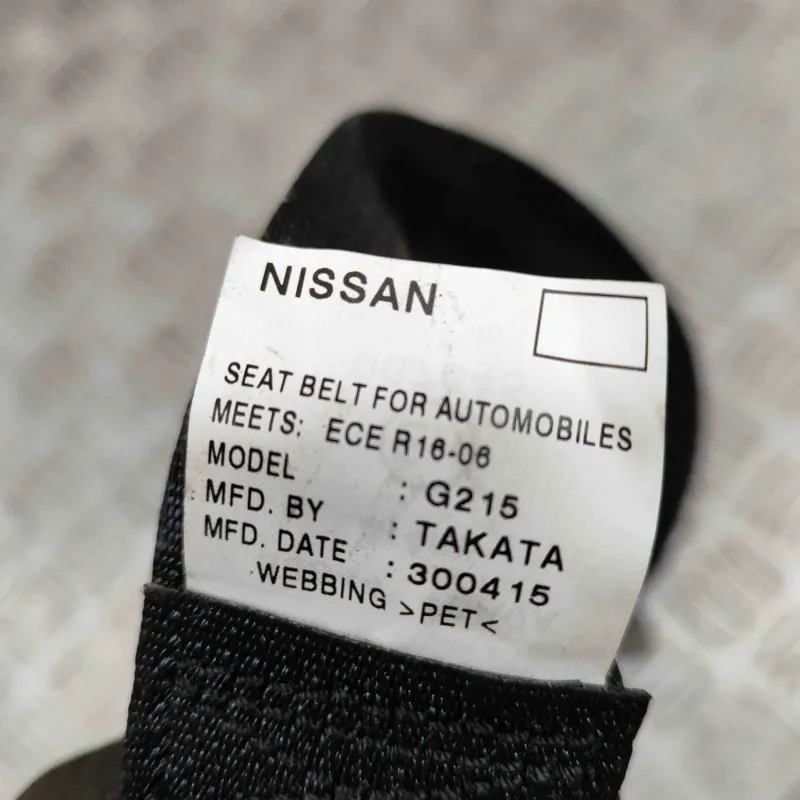 NISSAN
SEAT BELT FOR AUTOMOBILES
MEETS: ECE R16-06
MODEL : G215
MFD. BY : TAKATA
MFD. DATE : 300415
WEBBING >PET<